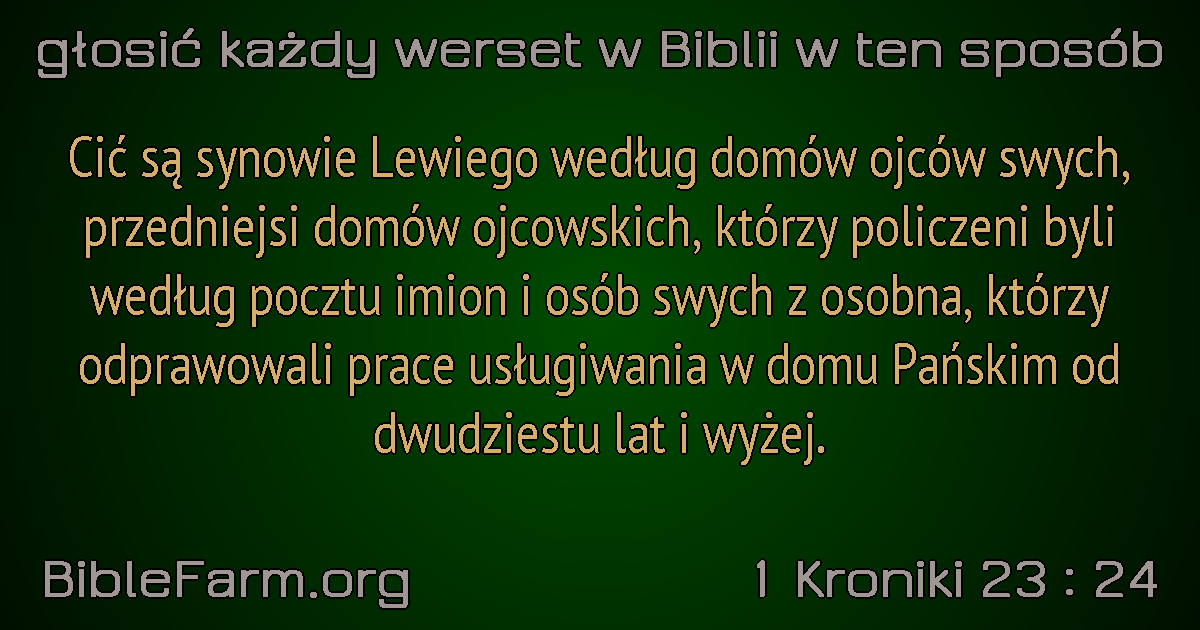 głosić każdy werset w Biblii w ten sposób
Cić są synowie Lewiego według domów ojców swych,
przedniejsi domów ojcowskich, którzy policzeni byli
według pocztu imion i osób swych z osobna, którzy
odprawowali prace usługiwania w domu Pańskim od
dwudziestu lat i wyżej.
BibleFarm.org
1 Kroniki 23 : 24